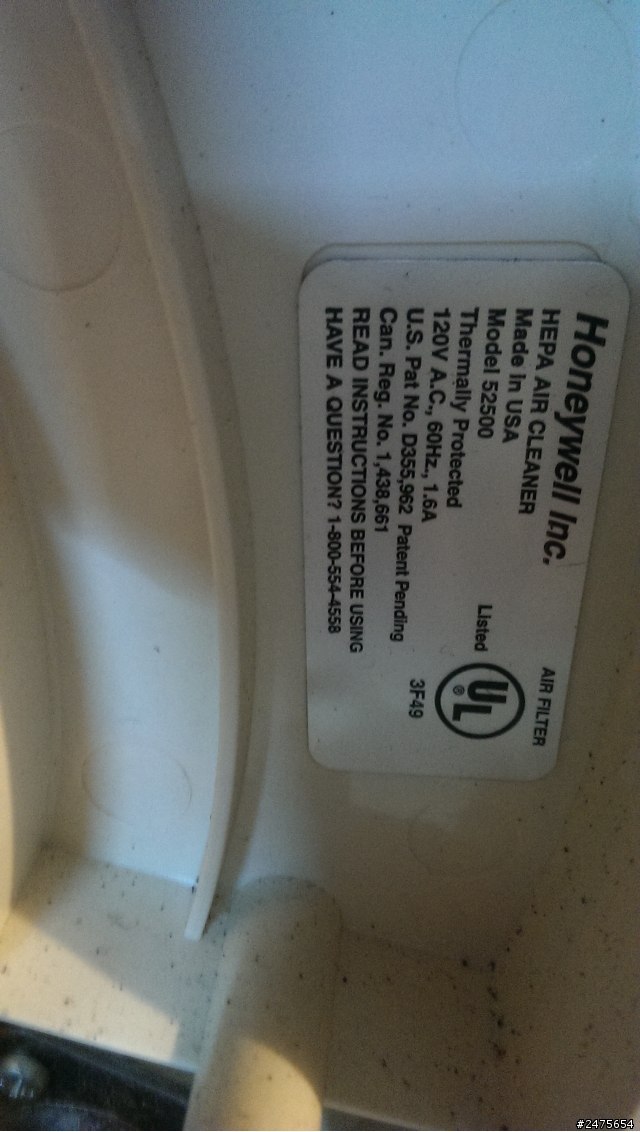 Honeywell Inc.
HEPA AIR CLEANER
Made in USA
Model 52500
Thermally Protected
120V A.C., 60Hz., 1.6A
U.S. Pat No. D355,962 Patent Pending
Can. Reg. No. 1,438,661
READ INSTRUCTIONS BEFORE USING
HAVE A QUESTION? 1-800-554-4558
AIR FILTER
Listed
UL®
3F49
#2475654